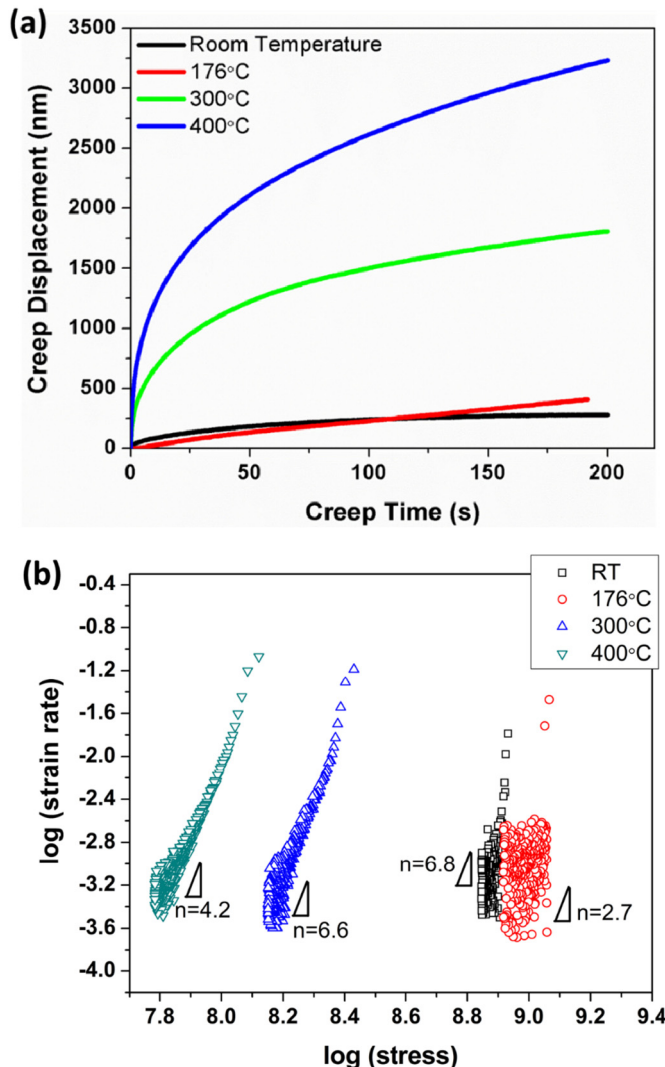 (a)
Room Temperature
176°C
300°C
400°C
3500
3000
2500
2000
1500
1000
500
0
Creep Displacement (nm)
0 50 100 150 200
Creep Time (s)
(b)
RT
176°C
300°C
400°C
-0.4
-0.8
-1.2
-1.6
-2.0
-2.4
-2.8
-3.2
-3.6
-4.0
log (strain rate)
n=4.2
n=6.6
n=6.8
n=2.7
7.8 8.0 8.2 8.4 8.6 8.8 9.0 9.2 9.4
log (stress)